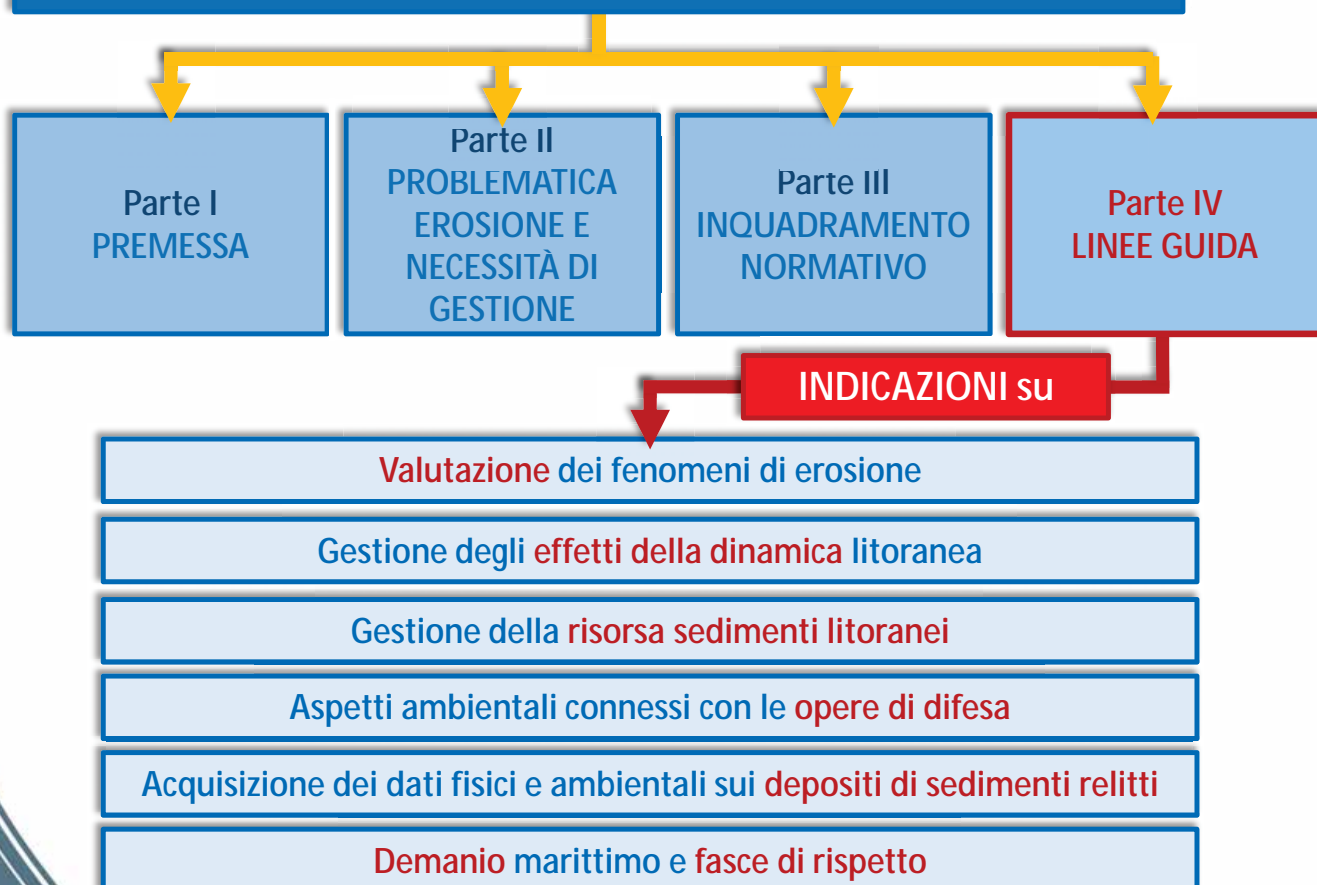 Parte I
PREMESSA
Parte II
PROBLEMATICA
EROSIONE E
NECESSITÀ DI
GESTIONE
Parte III
INQUADRAMENTO
NORMATIVO
Parte IV
LINEE GUIDA
INDICAZIONI su
Valutazione dei fenomeni di erosione
Gestione degli effetti della dinamica litoranea
Gestione della risorsa sedimenti litoranei
Aspetti ambientali connessi con le opere di difesa
Acquisizione dei dati fisici e ambientali sui depositi di sedimenti relitti
Demanio marittimo e fasce di rispetto